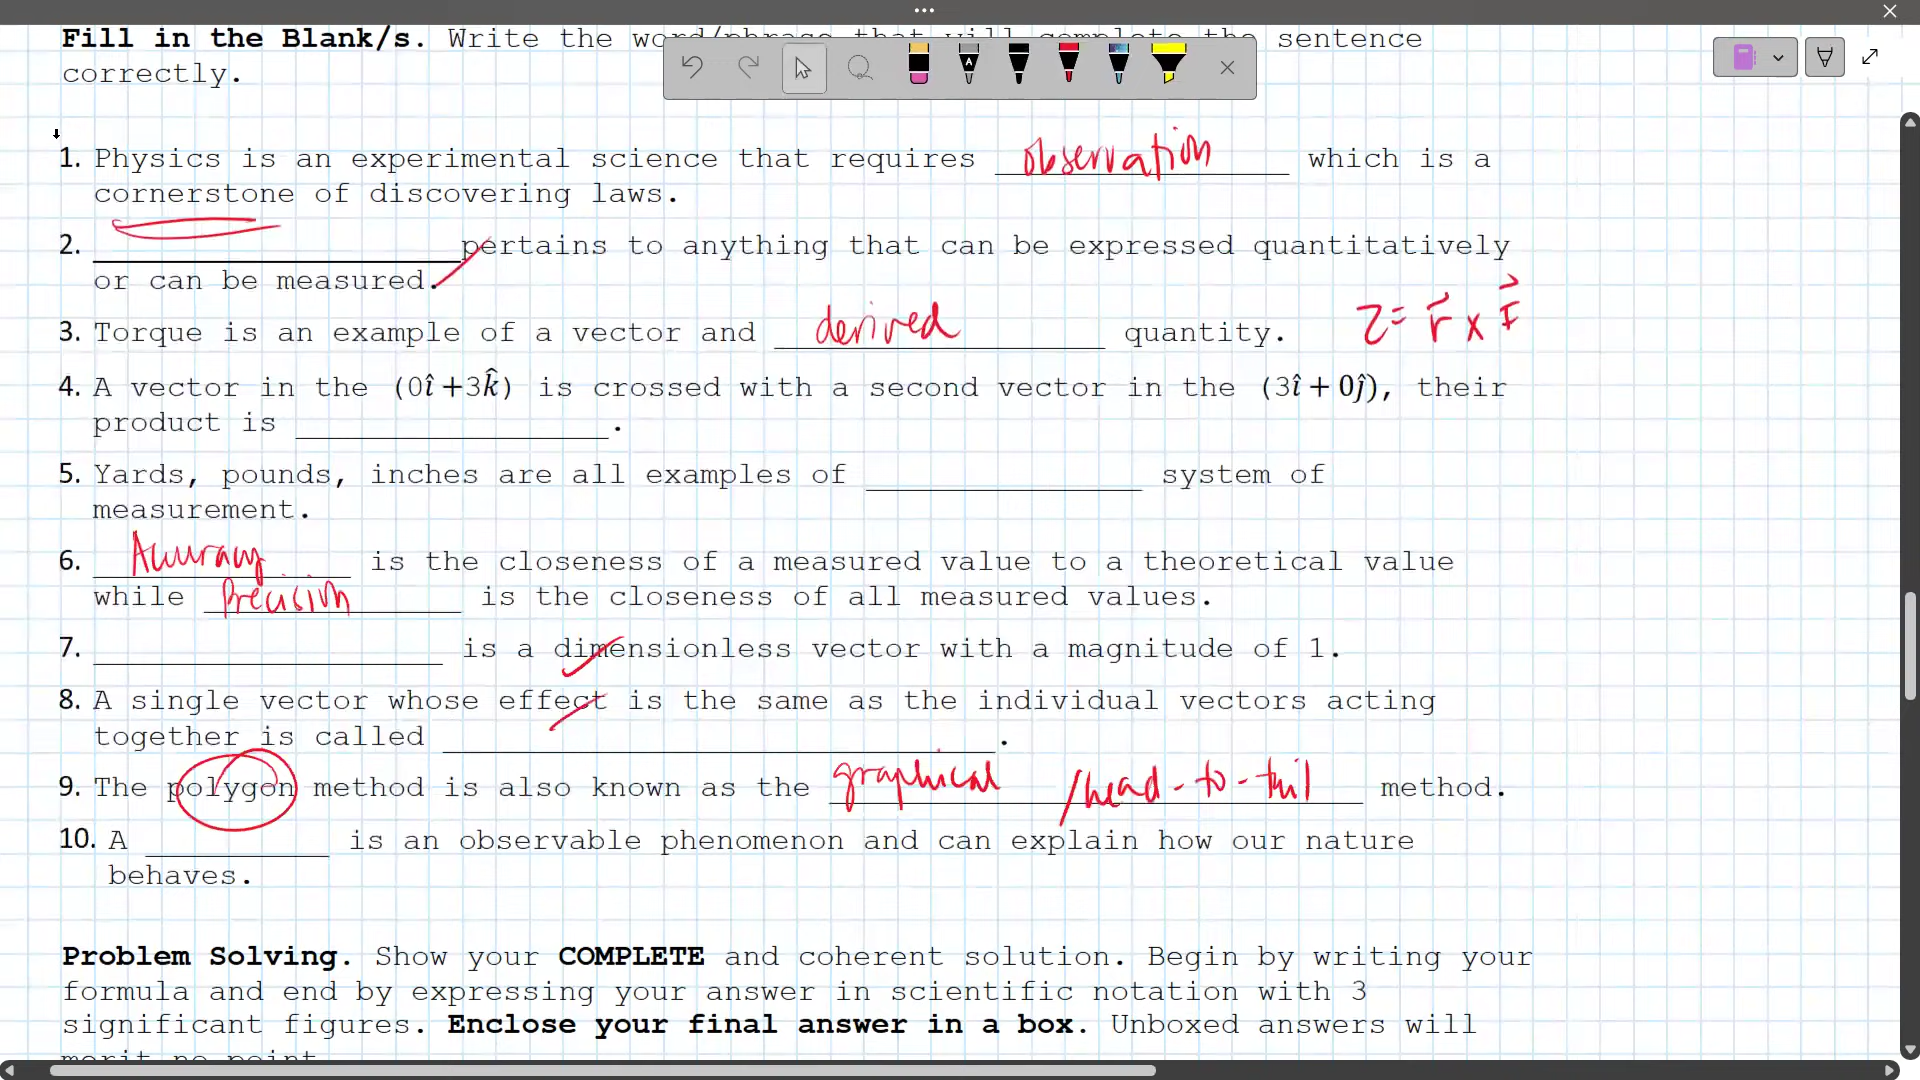 Fill in the Blank/s. Write the word/phrase that will complete the sentence
correctly.
1. Physics is an experimental science that requires observation which is a
cornerstone of discovering laws.
2. ____________________ pertains to anything that can be expressed quantitatively
or can be measured.
3. Torque is an example of a vector and derived quantity. τ = r⃗ x F⃗
4. A vector in the (0î +3k̂) is crossed with a second vector in the (3î + 0ĵ), their
product is _________________.
5. Yards, pounds, inches are all examples of _______________ system of
measurement.
6. Accuracy is the closeness of a measured value to a theoretical value
while Precision is the closeness of all measured values.
7. ___________________ is a dimensionless vector with a magnitude of 1.
8. A single vector whose effect is the same as the individual vectors acting
together is called ______________________________.
9. The polygon method is also known as the graphical /head-to-tail method.
10. A __________ is an observable phenomenon and can explain how our nature
behaves.
Problem Solving. Show your COMPLETE and coherent solution. Begin by writing your
formula and end by expressing your answer in scientific notation with 3
significant figures. Enclose your final answer in a box. Unboxed answers will
merit no point